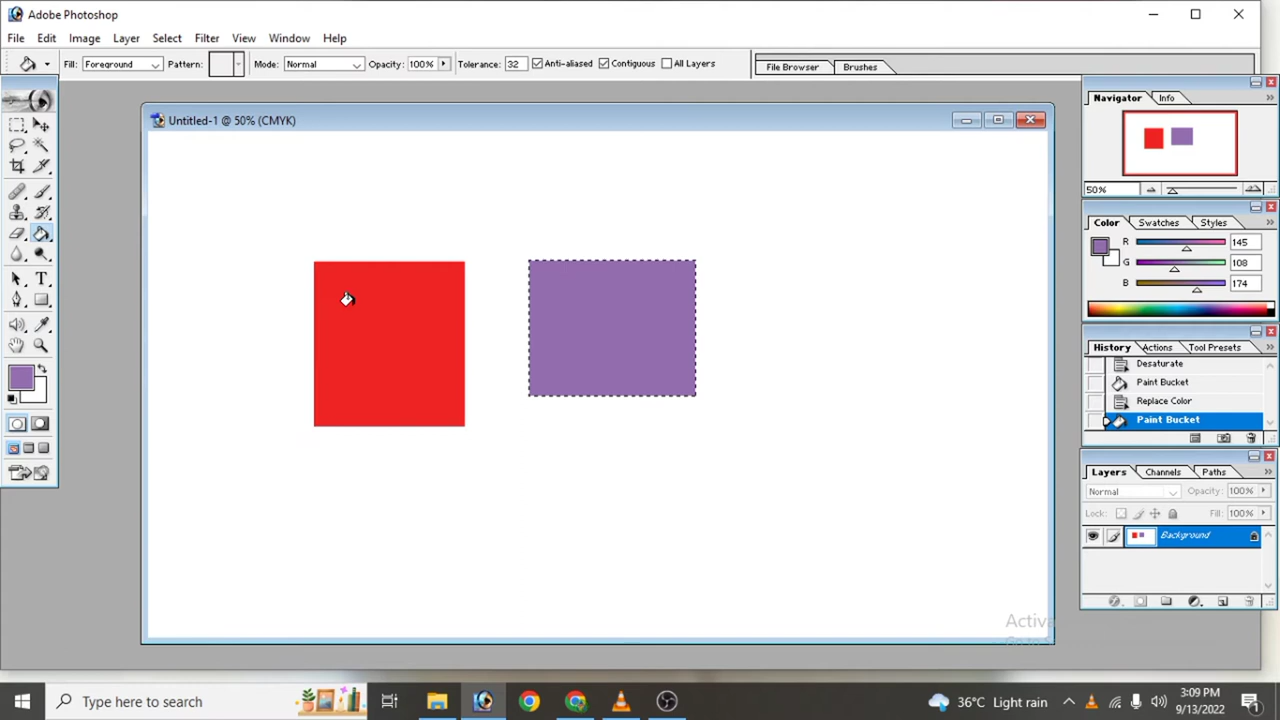 Adobe Photoshop
File Edit Image Layer Select Filter View Window Help
Fill: Foreground Pattern: Mode: Normal Opacity: 100% Tolerance: 32 Anti-aliased Contiguous All Layers File Browser Brushes
Untitled-1 @ 50% (CMYK)
Navigator Info
50%
Color Swatches Styles
R 145
G 108
B 174
History Actions Tool Presets
Desaturate
Paint Bucket
Replace Color
Paint Bucket
Layers Channels Paths
Normal Opacity: 100%
Lock: Fill: 100%
Background
Activa
Type here to search
36°C Light rain
3:09 PM
9/13/2022
1